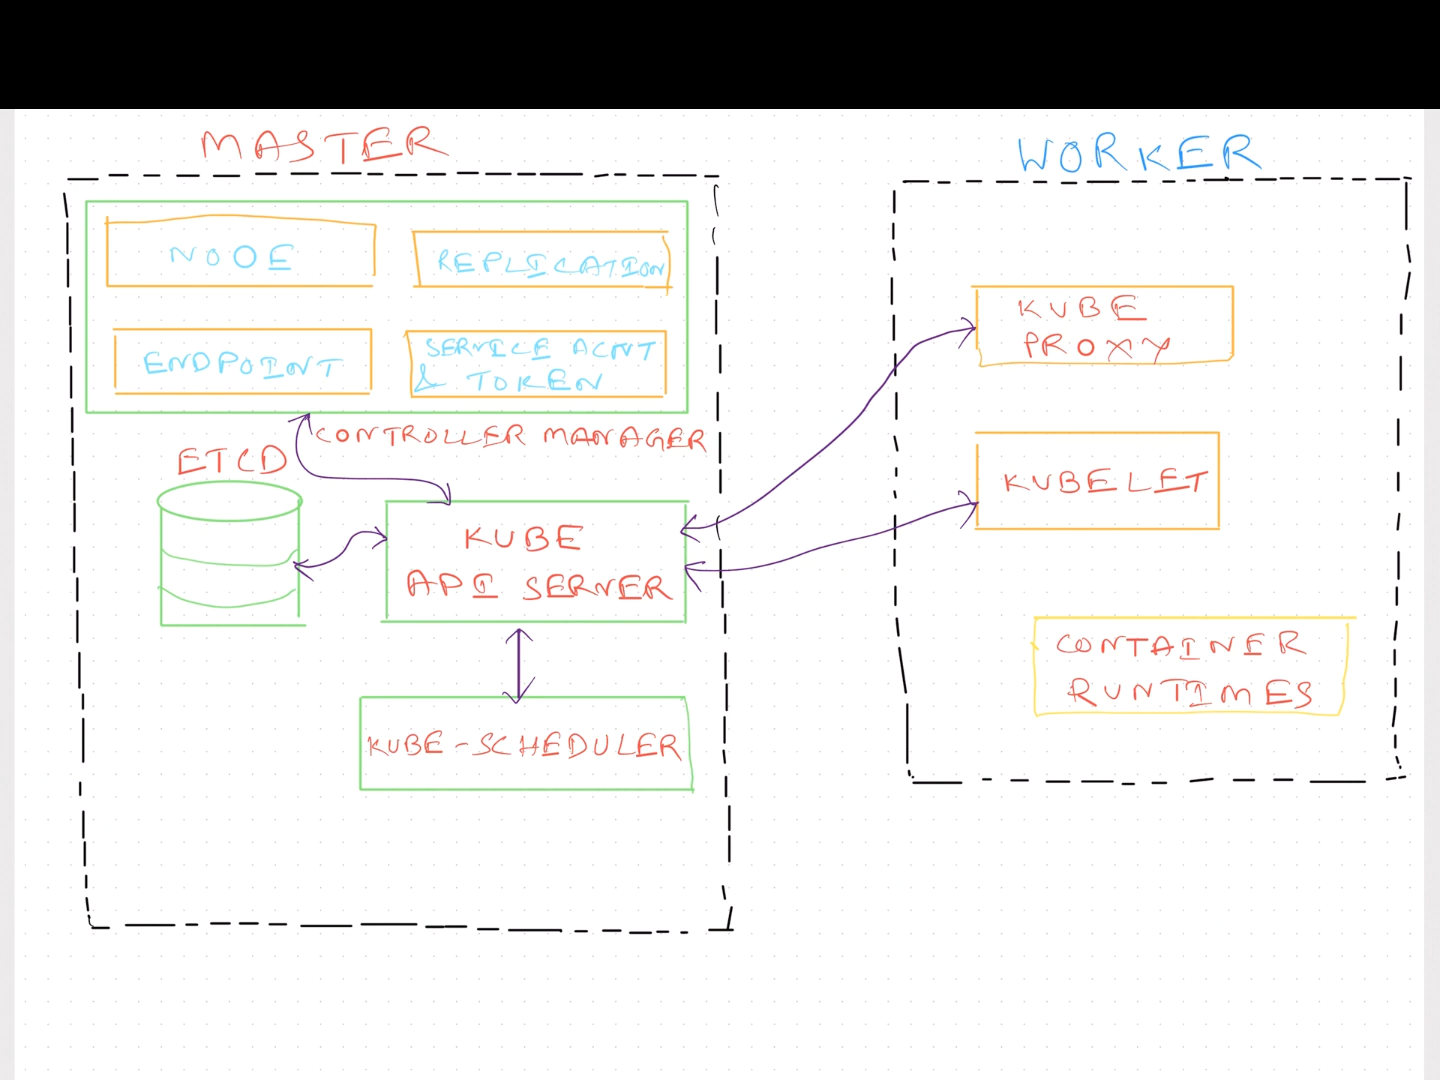 MASTER
WORKER
NODE
REPLICATION
ENDPOINT
SERVICE ACNT
& TOKEN
CONTROLLER MANAGER
ETCD
KUBE
API SERVER
KUBE-SCHEDULER
KUBE
PROXY
KUBELET
CONTAINER
RUNTIMES